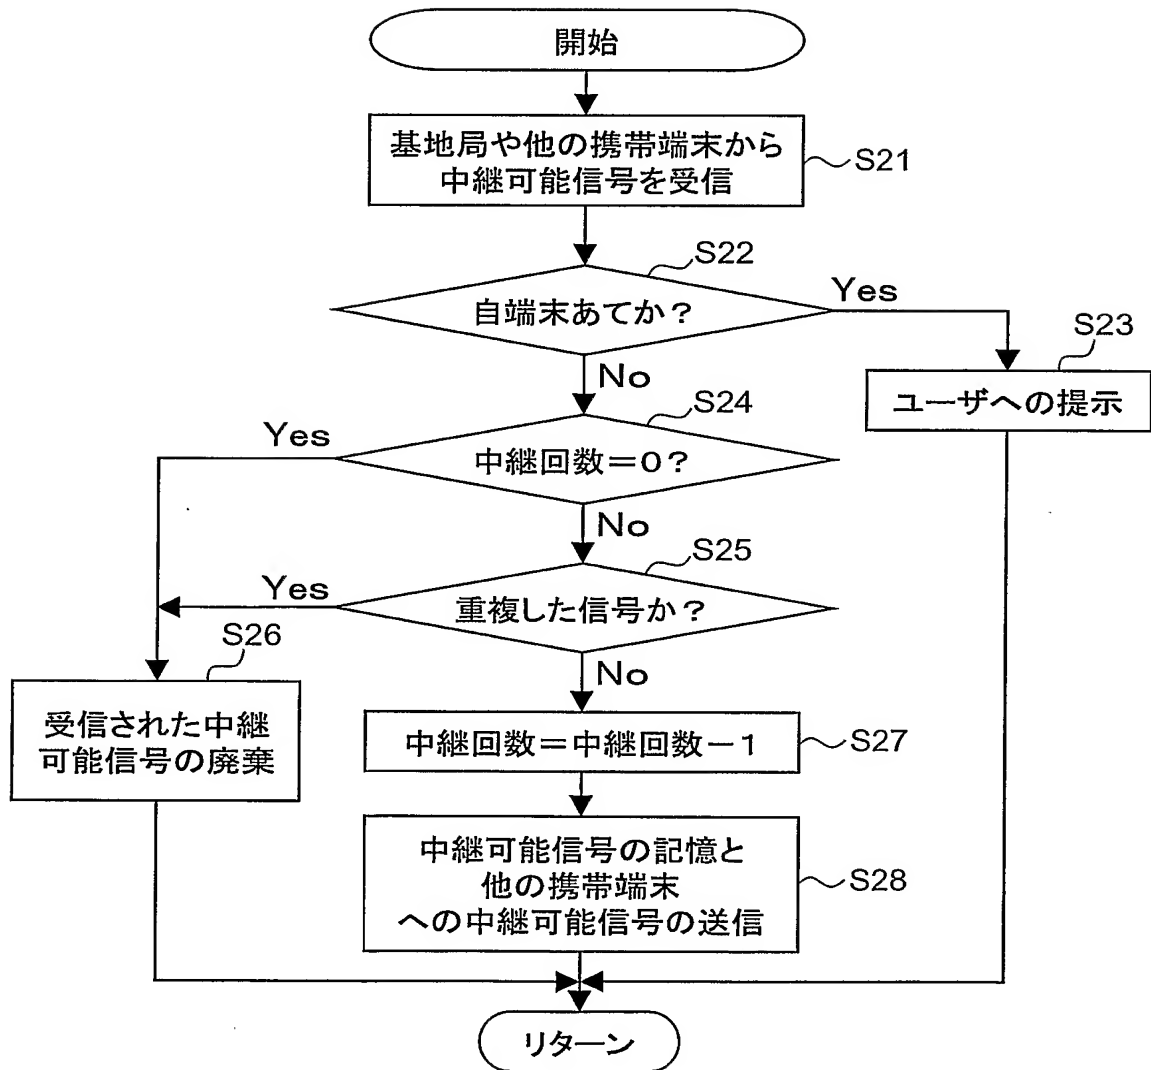 開始
基地局や他の携帯端末から
中継可能信号を受信
S21
S22
自端末あてか?
Yes
No
S23
ユーザへの提示
S24
Yes
中継回数=0?
No
S25
Yes
重複した信号か?
No
S26
受信された中継
可能信号の廃棄
中継回数=中継回数-1
S27
中継可能信号の記憶と
他の携帯端末
への中継可能信号の送信
S28
リターン